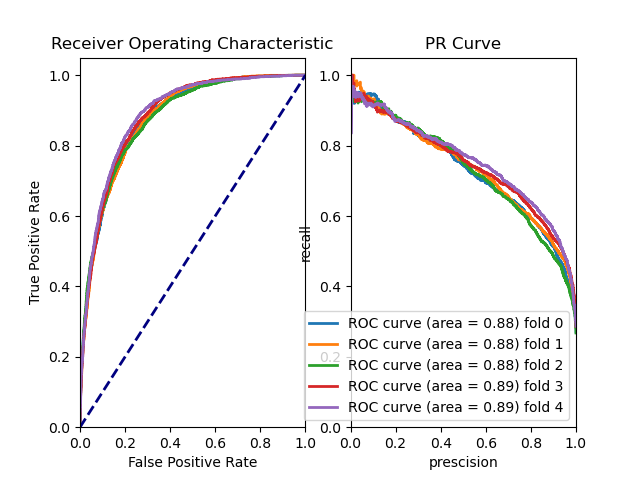 Receiver Operating Characteristic
PR Curve
1.0
0.8
0.6
0.4
0.2
0.0
True Positive Rate
0.0 0.2 0.4 0.6 0.8 1.0
False Positive Rate
1.0
0.8
0.6
0.4
0.2
0.0
recall
0.0 0.2 0.4 0.6 0.8 1.0
prescision
ROC curve (area = 0.88) fold 0
ROC curve (area = 0.88) fold 1
ROC curve (area = 0.88) fold 2
ROC curve (area = 0.89) fold 3
ROC curve (area = 0.89) fold 4